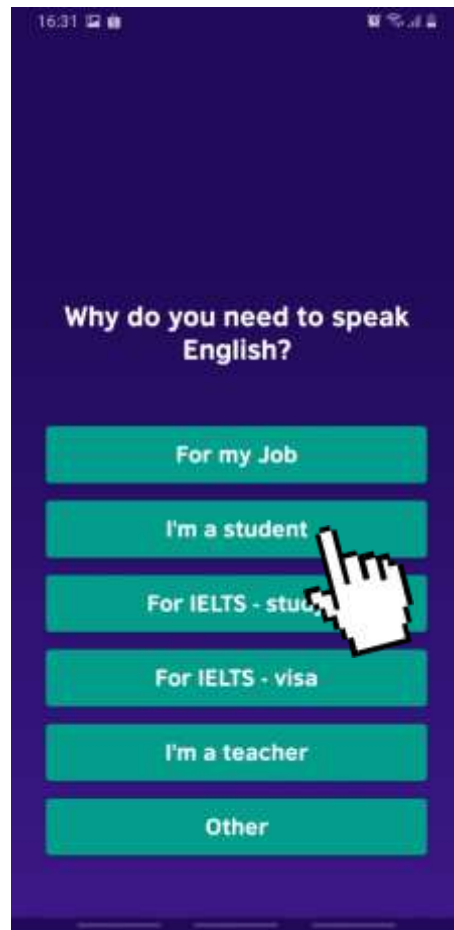 16:31
Why do you need to speak
English?
For my Job
I'm a student
For IELTS - stu
For IELTS - visa
I'm a teacher
Other